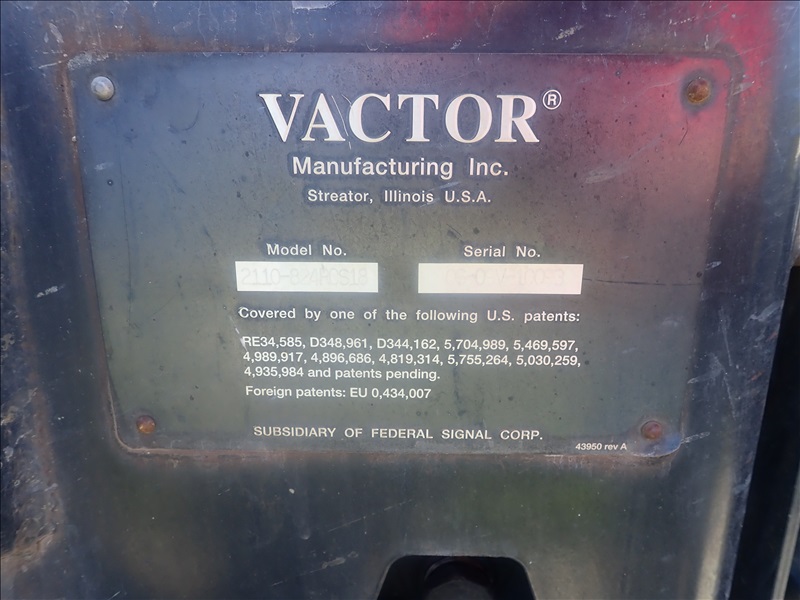 VACTOR®
Manufacturing Inc.
Streator, Illinois U.S.A.
Model No. Serial No.
Covered by one of the following U.S. patents:
RE34,585, D348,961, D344,162, 5,704,989, 5,469,597,
4,989,917, 4,896,686, 4,819,314, 5,755,264, 5,030,259,
4,935,984 and patents pending.
Foreign patents: EU 0,434,007
SUBSIDIARY OF FEDERAL SIGNAL CORP.
43950 rev A